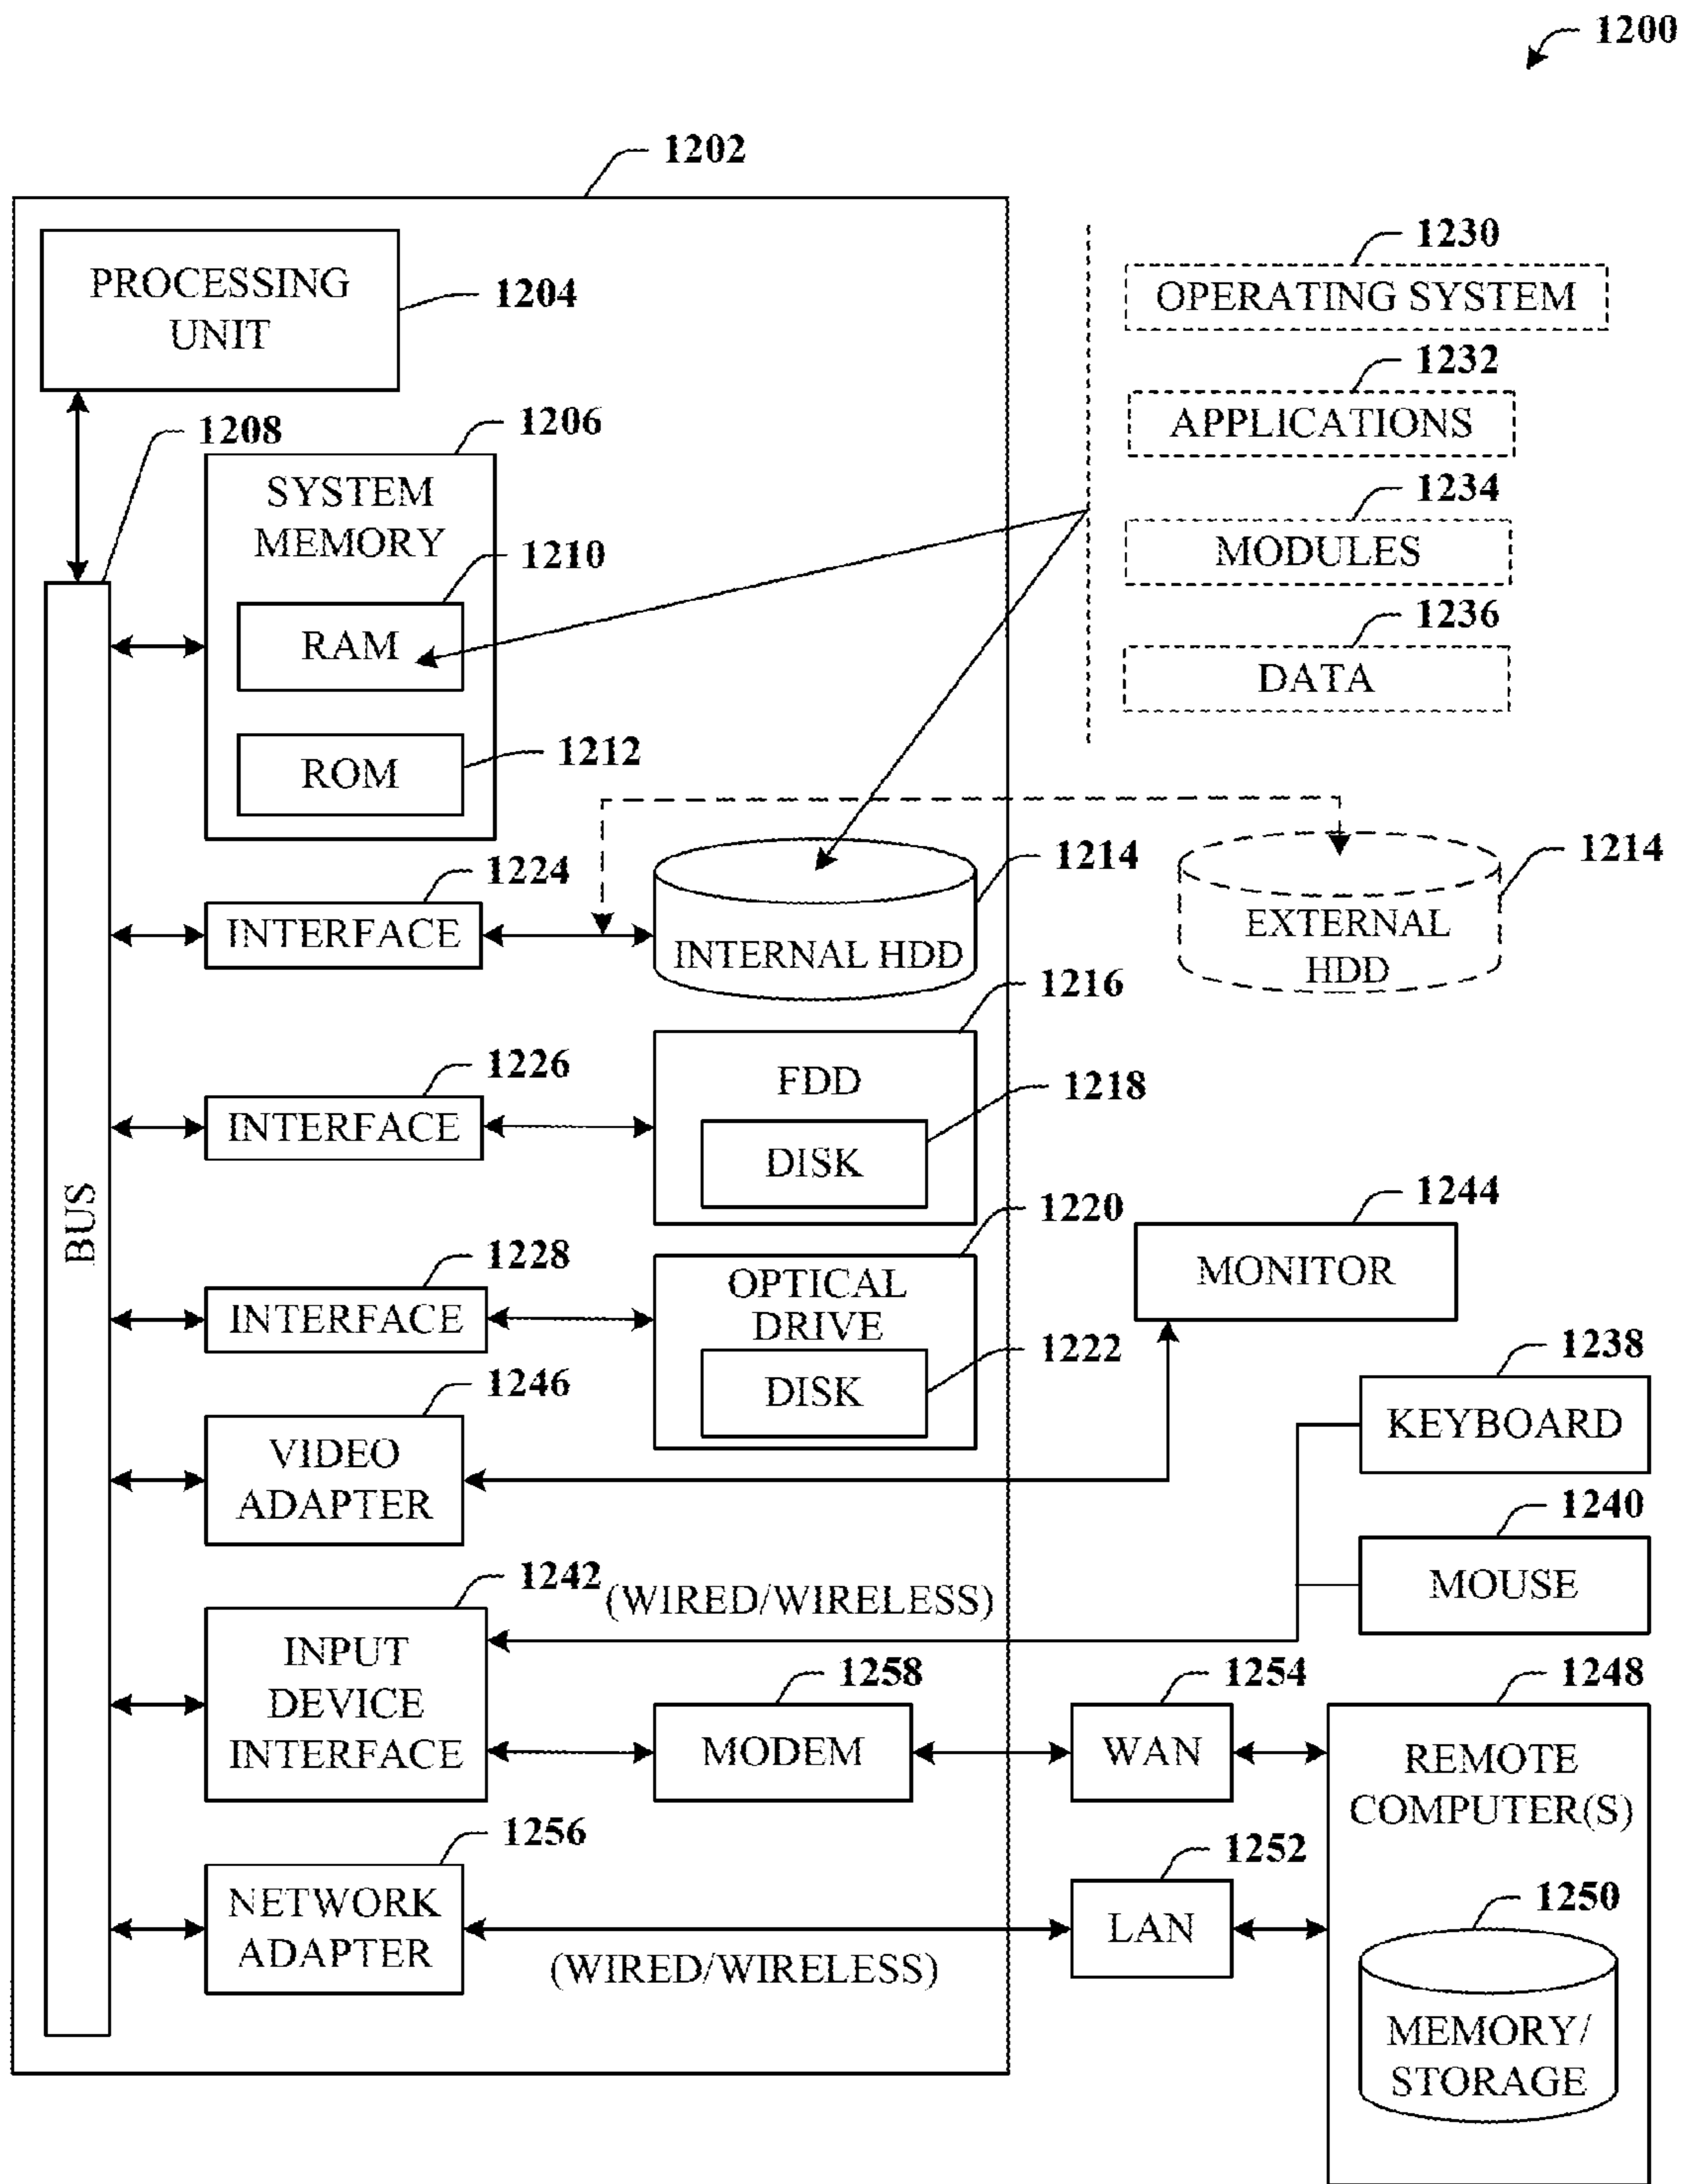 1200
1202
PROCESSING
UNIT
1204
1230
OPERATING SYSTEM
1232
APPLICATIONS
1234
MODULES
1236
DATA
1208
1206
SYSTEM
MEMORY
1210
RAM
1212
ROM
1224
INTERFACE
1214
INTERNAL HDD
1214
EXTERNAL
HDD
1216
FDD
1218
DISK
1226
INTERFACE
BUS
1220
OPTICAL
DRIVE
1222
DISK
1228
INTERFACE
1244
MONITOR
1246
VIDEO
ADAPTER
1238
KEYBOARD
1240
MOUSE
1242
(WIRED/WIRELESS)
INPUT
DEVICE
INTERFACE
1258
MODEM
1254
WAN
1248
REMOTE
COMPUTER(S)
1256
NETWORK
ADAPTER
(WIRED/WIRELESS)
1252
LAN
1250
MEMORY/
STORAGE